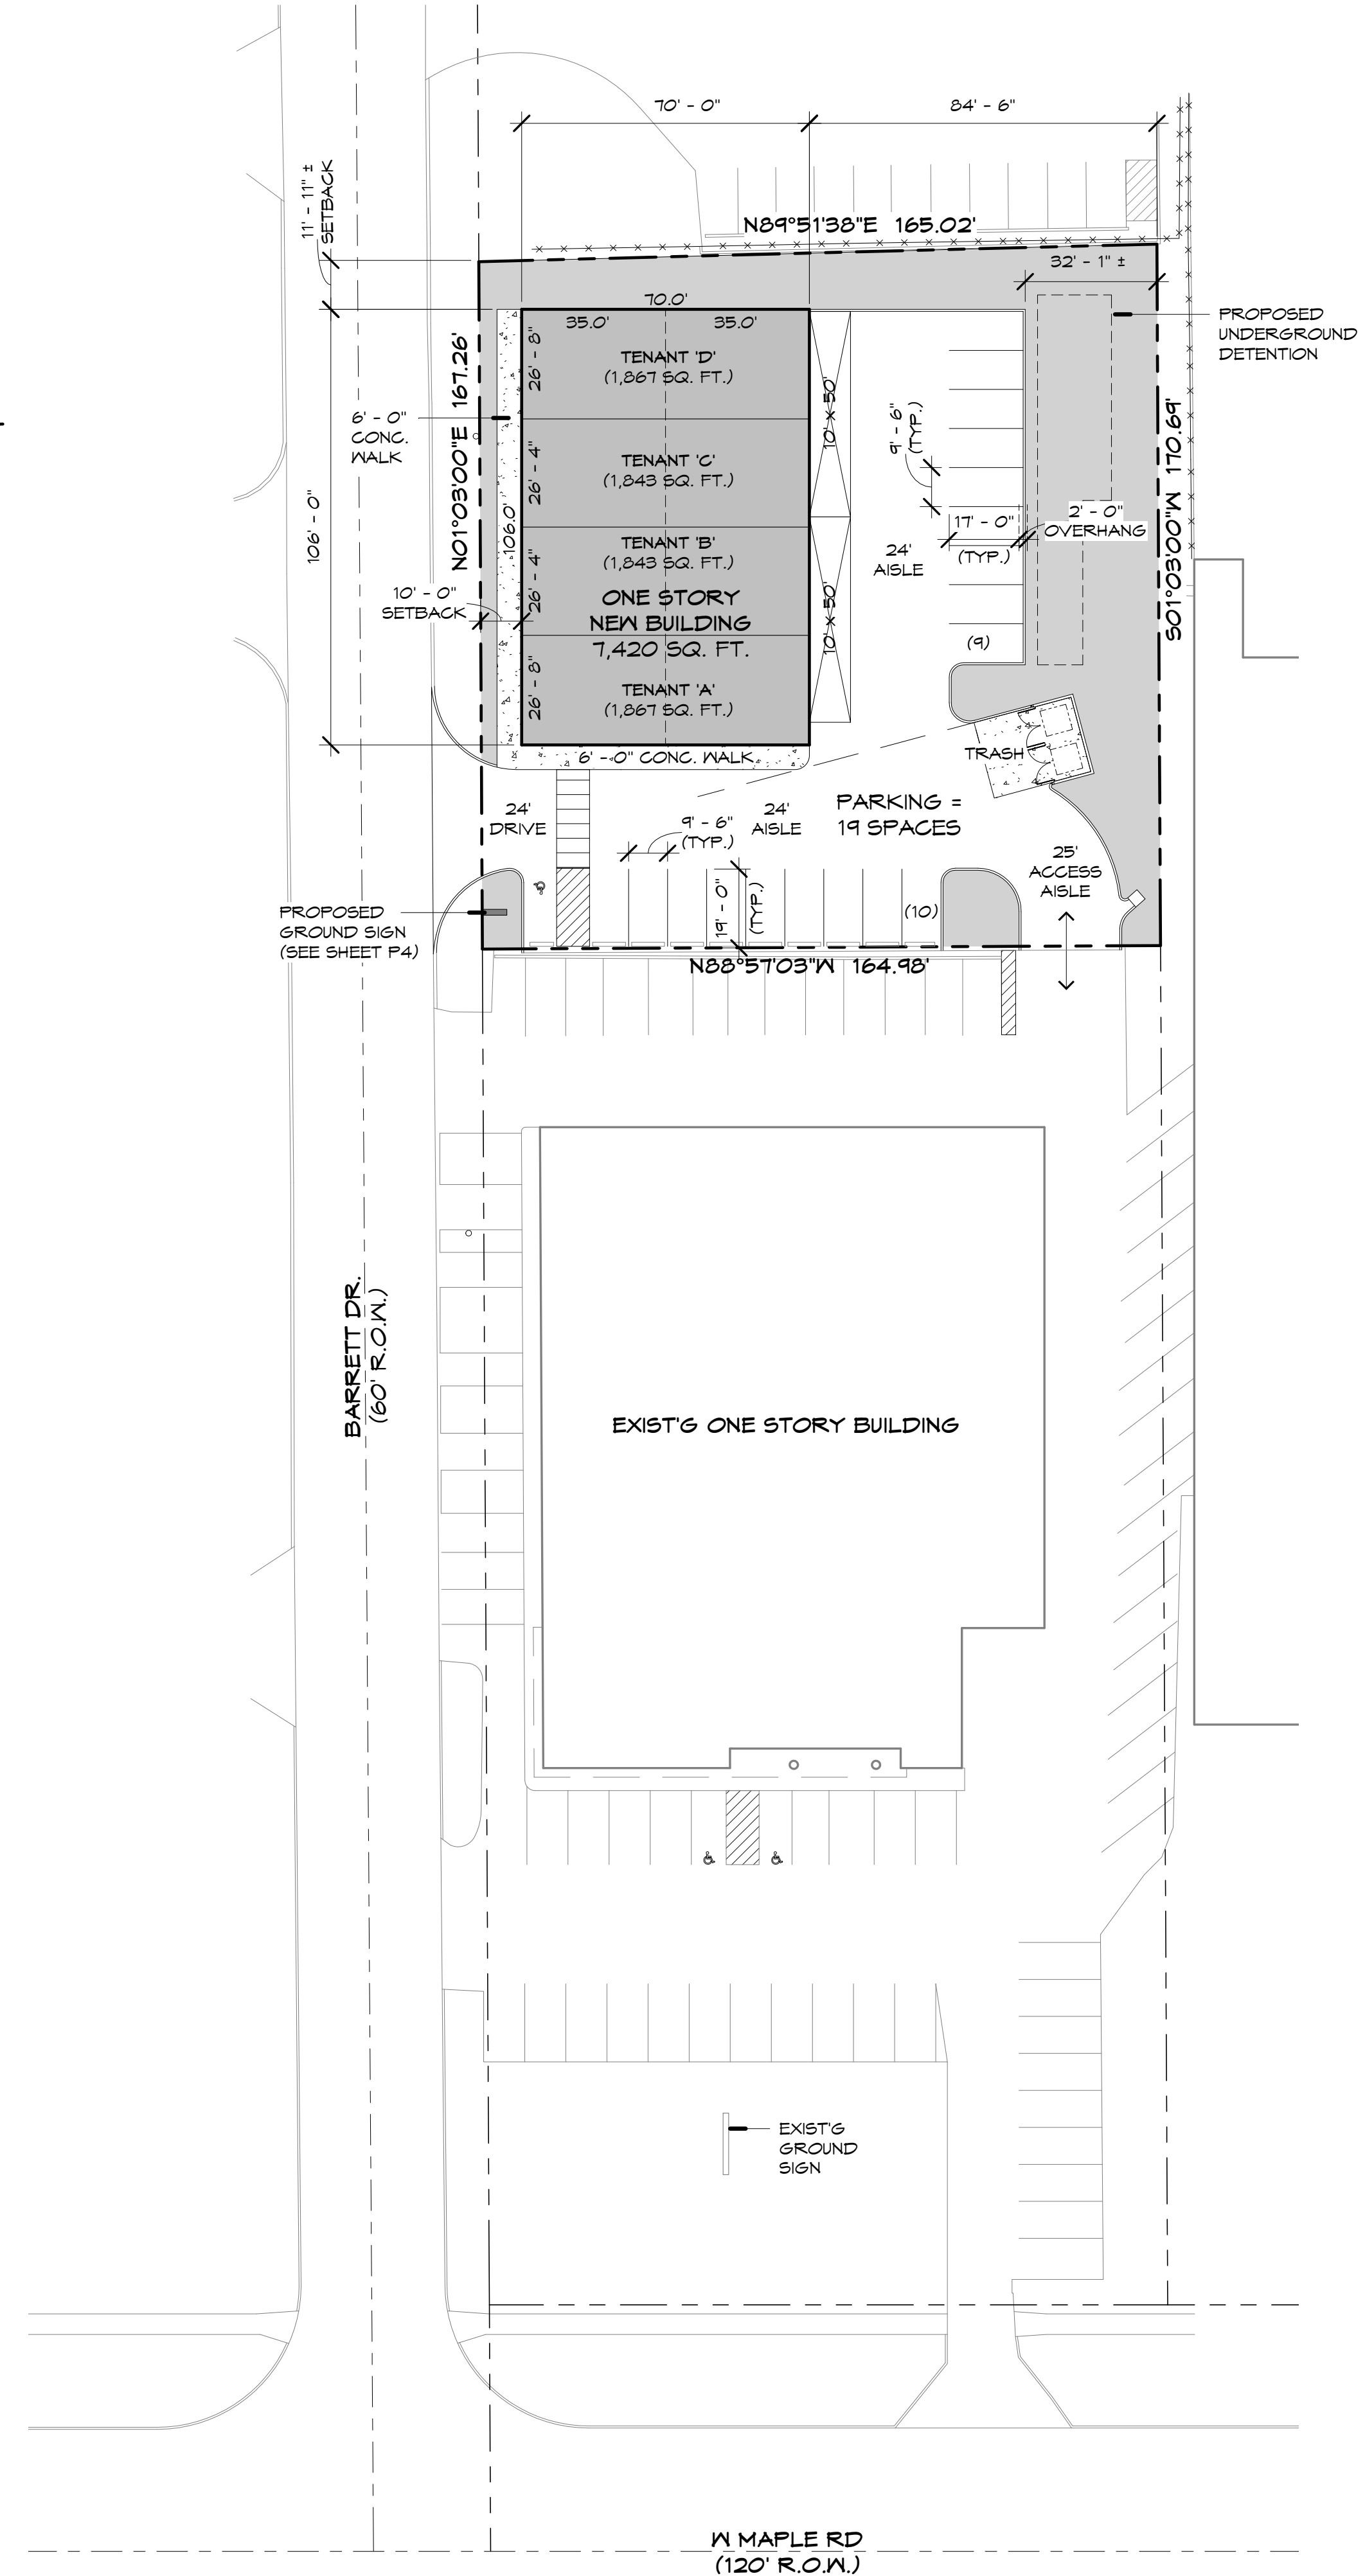 70' - 0"
84' - 6"
11' - 11" ±
SETBACK
N89°51'38"E 165.02'
32' - 1" ±
PROPOSED
UNDERGROUND
DETENTION
70.0'
35.0'
35.0'
26' - 8"
TENANT 'D'
(1,867 SQ. FT.)
N01°03'00"E 167.26'
10' x 50'
9' - 6"
(TYP.)
S01°03'00"W 170.69'
6' - 0"
CONC.
WALK
26' - 4"
TENANT 'C'
(1,843 SQ. FT.)
106' - 0"
106.0'
17' - 0"
(TYP.)
2' - 0"
OVERHANG
24'
AISLE
TENANT 'B'
(1,843 SQ. FT.)
26' - 4"
10' - 0"
SETBACK
ONE STORY
NEW BUILDING
7,420 SQ. FT.
10' x 50'
(9)
26' - 8"
TENANT 'A'
(1,867 SQ. FT.)
6' - 0" CONC. WALK
TRASH
24'
DRIVE
9' - 6"
(TYP.)
24'
AISLE
PARKING =
19 SPACES
25'
ACCESS
AISLE
19' - 0"
(TYP.)
(10)
PROPOSED
GROUND SIGN
(SEE SHEET P4)
N88°57'03"W 164.98'
BARRETT DR.
(60' R.O.W.)
EXIST'G ONE STORY BUILDING
EXIST'G
GROUND
SIGN
W MAPLE RD
(120' R.O.W.)